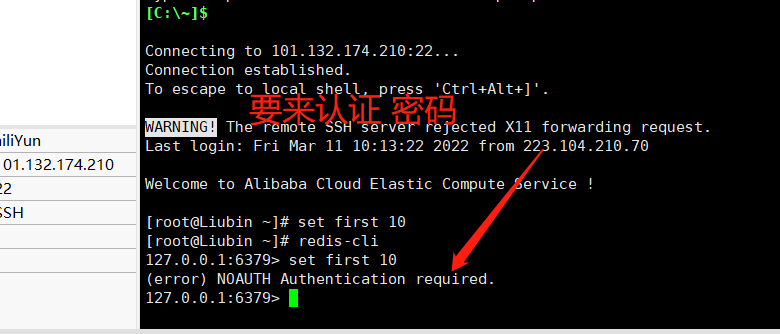 [C:\~]$
Connecting to 101.132.174.210:22...
Connection established.
To escape to local shell, press 'Ctrl+Alt+]'.
要来认证 密码
WARNING! The remote SSH server rejected X11 forwarding request.
Last login: Fri Mar 11 10:13:22 2022 from 223.104.210.70
iliYun
01.132.174.210
22
SSH
Welcome to Alibaba Cloud Elastic Compute Service !
[root@Liubin ~]# set first 10
[root@Liubin ~]# redis-cli
127.0.0.1:6379> set first 10
(error) NOAUTH Authentication required.
127.0.0.1:6379>